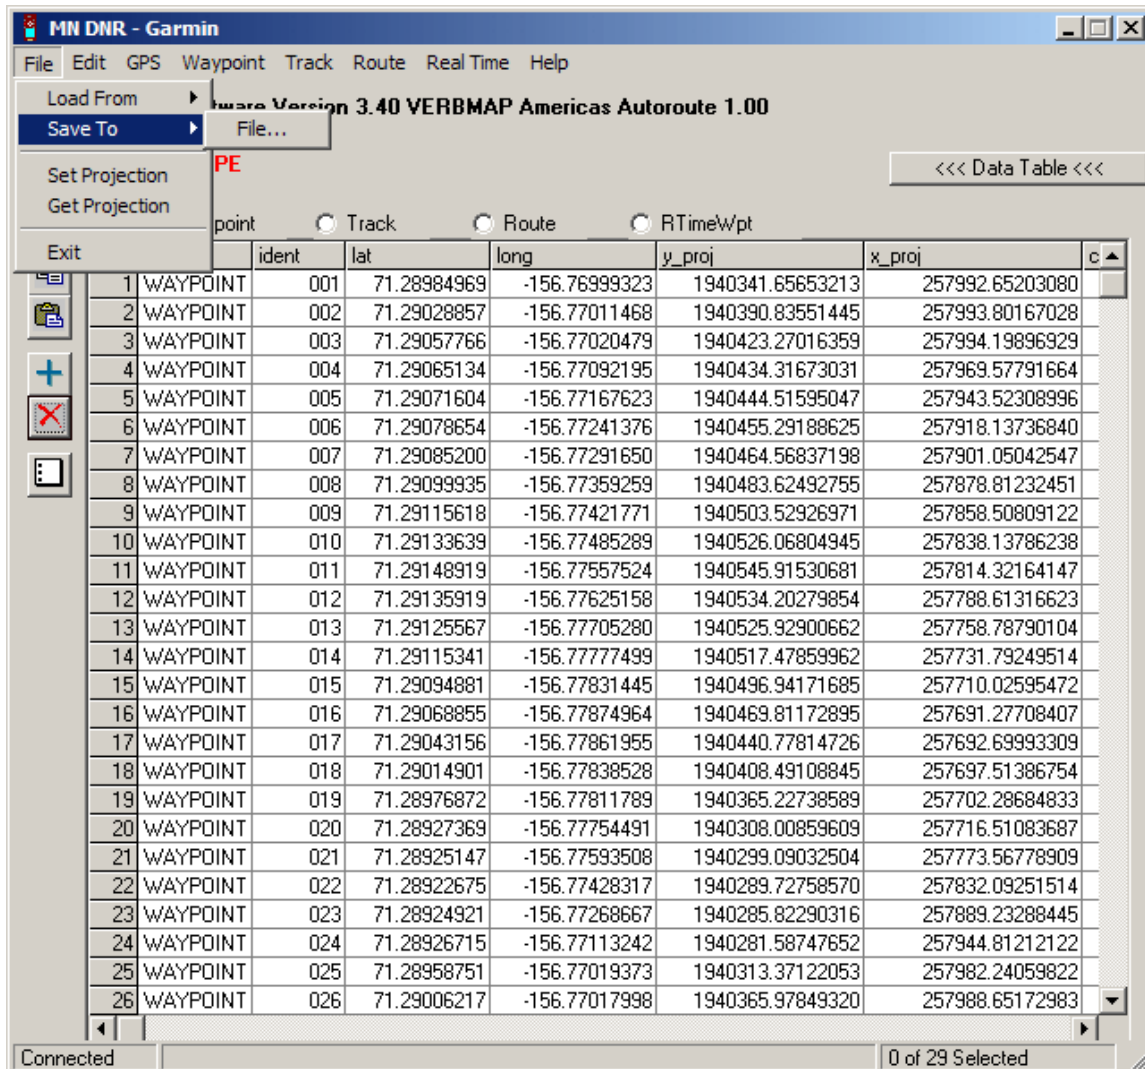 MN DNR - Garmin
File Edit GPS Waypoint Track Route Real Time Help
Load From
Save To
File...
Set Projection
Get Projection
Exit
Version 3.40 VERBMAP Americas Autoroute 1.00
PE
<<< Data Table <<<
point Track Route RTimeWpt
ident lat long y_proj x_proj c
1 WAYPOINT 001 71.28984969 -156.76999323 1940341.65653213 257992.65203080
2 WAYPOINT 002 71.29028857 -156.77011468 1940390.83551445 257993.80167028
3 WAYPOINT 003 71.29057766 -156.77020479 1940423.27016359 257994.19896929
4 WAYPOINT 004 71.29065134 -156.77092195 1940434.31673031 257969.57791664
5 WAYPOINT 005 71.29071604 -156.77167623 1940444.51595047 257943.52308996
6 WAYPOINT 006 71.29078654 -156.77241376 1940455.29188625 257918.13736840
7 WAYPOINT 007 71.29085200 -156.77291650 1940464.56837198 257901.05042547
8 WAYPOINT 008 71.29099935 -156.77359259 1940483.62492755 257878.81232451
9 WAYPOINT 009 71.29115618 -156.77421771 1940503.52926971 257858.50809122
10 WAYPOINT 010 71.29133639 -156.77485289 1940526.06804945 257838.13786238
11 WAYPOINT 011 71.29148919 -156.77557524 1940545.91530681 257814.32164147
12 WAYPOINT 012 71.29135919 -156.77625158 1940534.20279854 257788.61316623
13 WAYPOINT 013 71.29125567 -156.77705280 1940525.92900662 257758.78790104
14 WAYPOINT 014 71.29115341 -156.77777499 1940517.47859962 257731.79249514
15 WAYPOINT 015 71.29094881 -156.77831445 1940496.94171685 257710.02595472
16 WAYPOINT 016 71.29068855 -156.77874964 1940469.81172895 257691.27708407
17 WAYPOINT 017 71.29043156 -156.77861955 1940440.77814726 257692.69993309
18 WAYPOINT 018 71.29014901 -156.77838528 1940408.49108845 257697.51386754
19 WAYPOINT 019 71.28976872 -156.77811789 1940365.22738589 257702.28684833
20 WAYPOINT 020 71.28927369 -156.77754491 1940308.00859609 257716.51083687
21 WAYPOINT 021 71.28925147 -156.77593508 1940299.09032504 257773.56778909
22 WAYPOINT 022 71.28922675 -156.77428317 1940289.72758570 257832.09251514
23 WAYPOINT 023 71.28924921 -156.77268667 1940285.82290316 257889.23288445
24 WAYPOINT 024 71.28926715 -156.77113242 1940281.58747652 257944.81212122
25 WAYPOINT 025 71.28958751 -156.77019373 1940313.37122053 257982.24059822
26 WAYPOINT 026 71.29006217 -156.77017998 1940365.97849320 257988.65172983
Connected 0 of 29 Selected